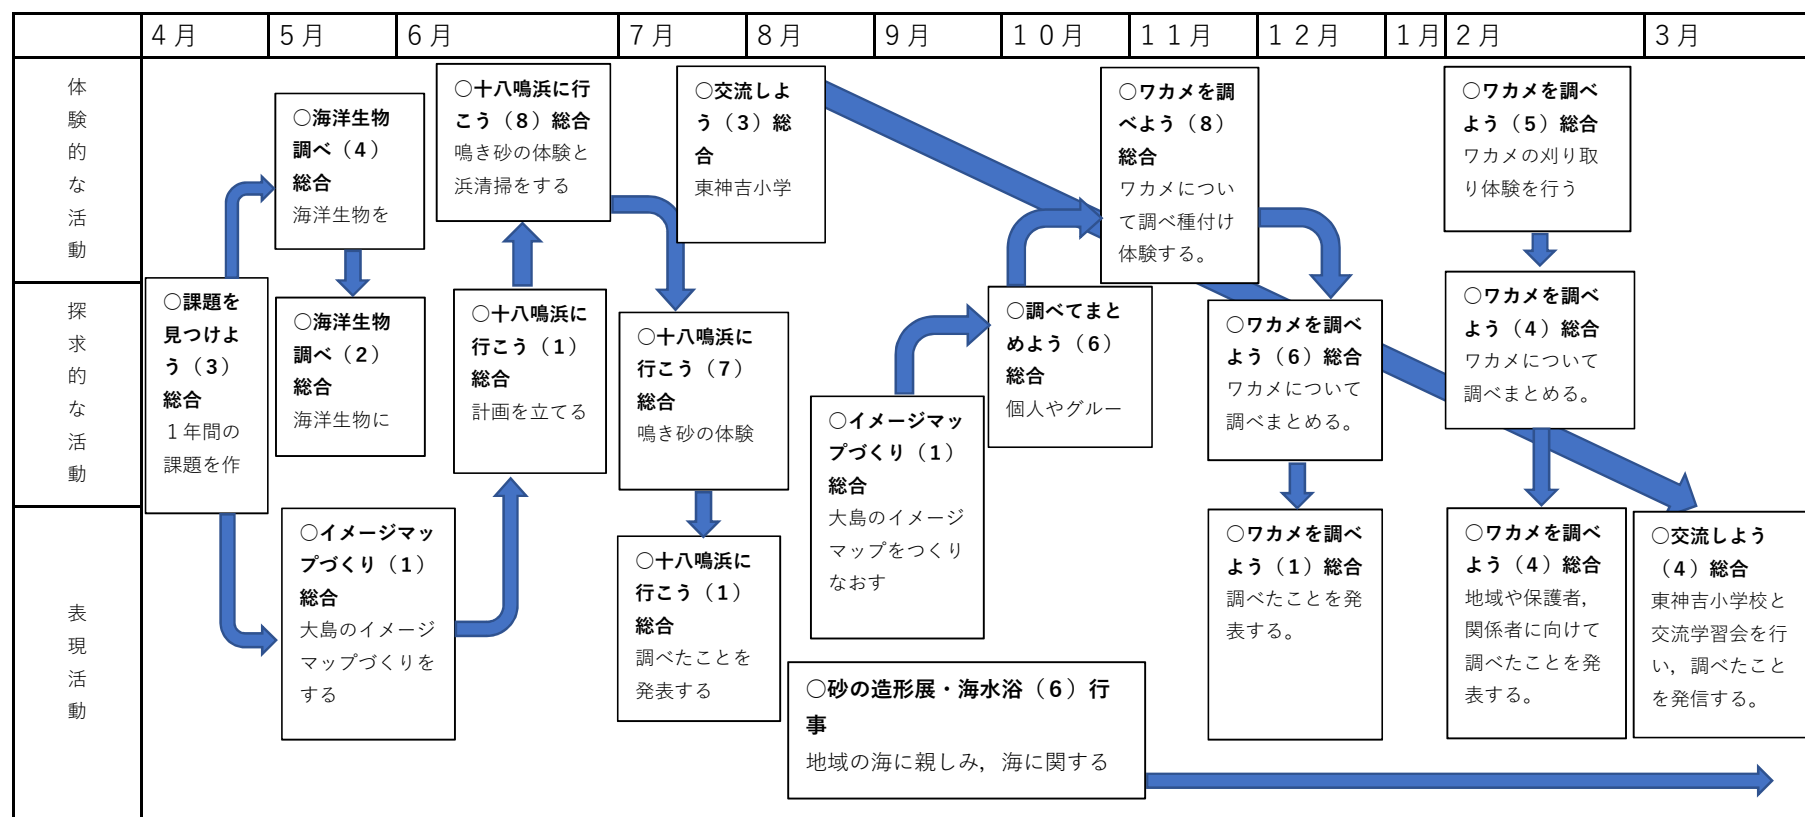 4月 5月 6月 7月 8月 9月 10月 11月 12月 1月 2月 3月
体験的な活動
探求的な活動
表現活動
○課題を
見つけよ
う（3）
総合
1年間の
課題を作
○海洋生物
調べ（4）
総合
海洋生物を
○海洋生物
調べ（2）
総合
海洋生物に
○イメージマッ
プづくり（1）
総合
大島のイメージ
マップづくりを
する
○十八鳴浜に行
こう（8）総合
鳴き砂の体験と
浜清掃をする
○十八鳴浜に
行こう（1）
総合
計画を立てる
○交流しよ
う（3）総
合
東神吉小学
○十八鳴浜に
行こう（7）
総合
鳴き砂の体験
○十八鳴浜に
行こう（1）
総合
調べたことを
発表する
○イメージマッ
プづくり（1）
総合
大島のイメージ
マップをつくり
なおす
○砂の造形展・海水浴（6）行
事
地域の海に親しみ，海に関する
○調べてまと
めよう（6）
総合
個人やグルー
○ワカメを調
べよう（8）
総合
ワカメについ
て調べ種付け
体験する。
○ワカメを調べ
よう（6）総合
ワカメについて
調べまとめる。
○ワカメを調べ
よう（1）総合
調べたことを発
表する。
○ワカメを調べ
よう（5）総合
ワカメの刈り取
り体験を行う
○ワカメを調べ
よう（4）総合
ワカメについて
調べまとめる。
○ワカメを調べ
よう（4）総合
地域や保護者，
関係者に向けて
調べたことを発
表する。
○交流しよう
（4）総合
東神吉小学校と
交流学習会を行
い，調べたこと
を発信する。